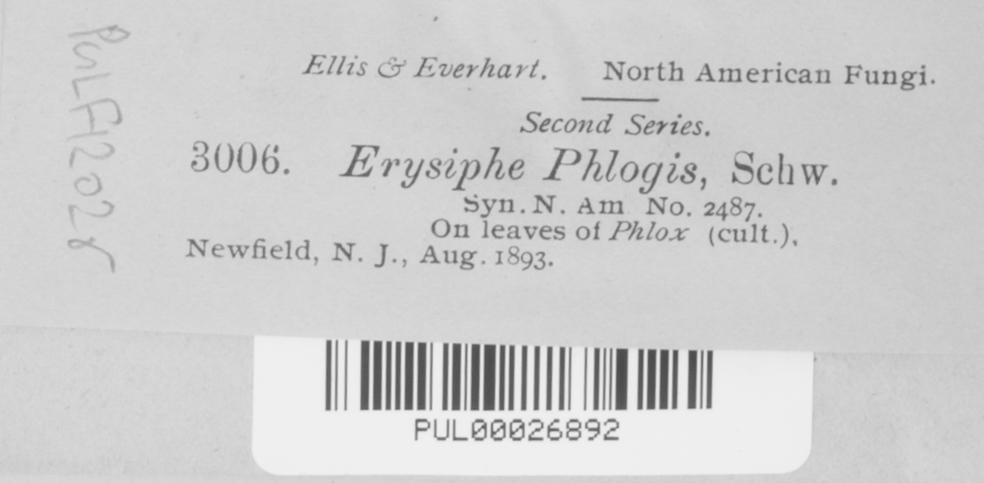 Ellis & Everhart. North American Fungi.
Second Series.
3006. Erysiphe Phlogis, Schw.
Syn. N. Am No. 2487.
On leaves of Phlox (cult.),
Newfield, N. J., Aug. 1893.
PUL00026892